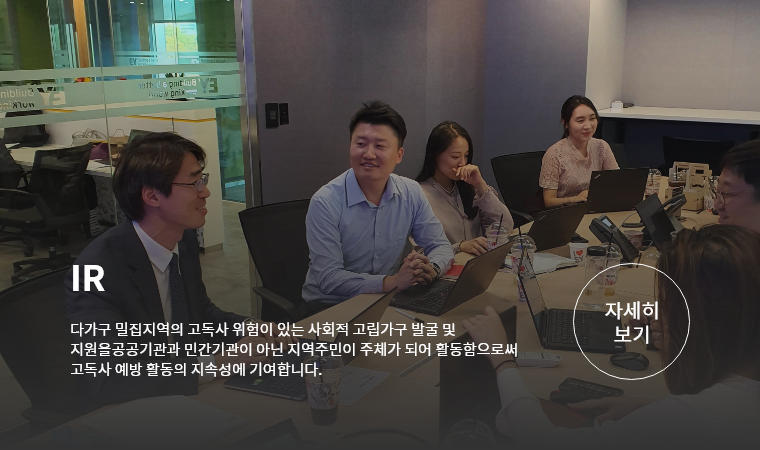 IR
다가구 밀집지역의 고독사 위험이 있는 사회적 고립가구 발굴 및
지원을공공기관과 민간기관이 아닌 지역주민이 주체가 되어 활동함으로써
고독사 예방 활동의 지속성에 기여합니다.
자세히
보기